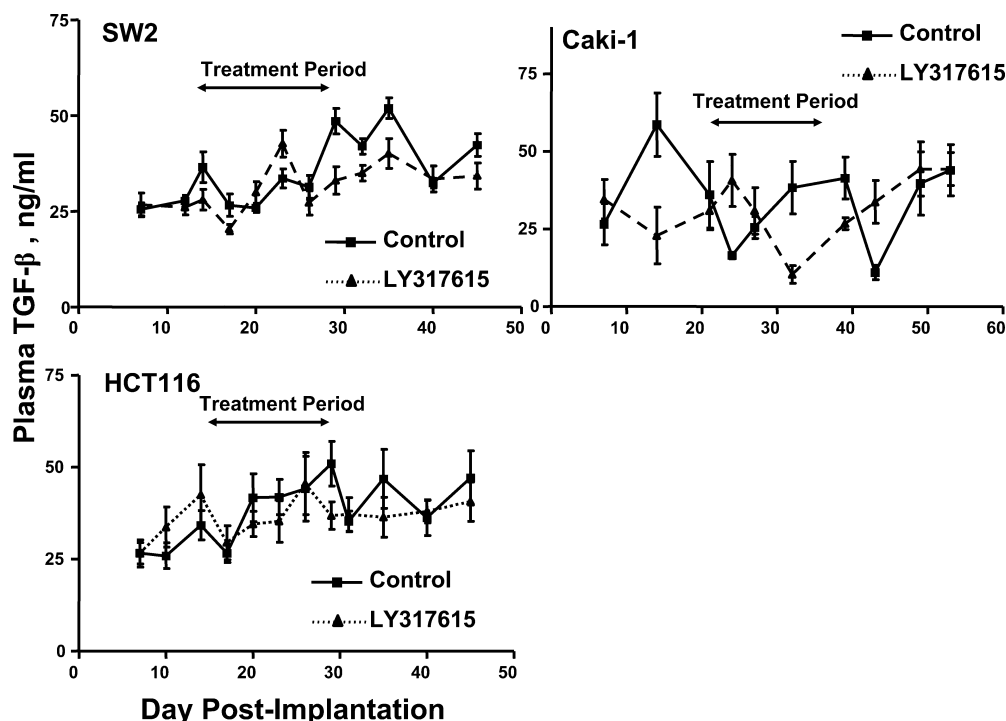 Plasma TGF-β , ng/ml
SW2
Treatment Period
75
50
25
0
Control
LY317615
0 10 20 30 40 50
Caki-1
Control
LY317615
Treatment Period
75
50
25
0
0 10 20 30 40 50 60
HCT116
Treatment Period
75
50
25
0
Control
LY317615
0 10 20 30 40 50
Day Post-Implantation